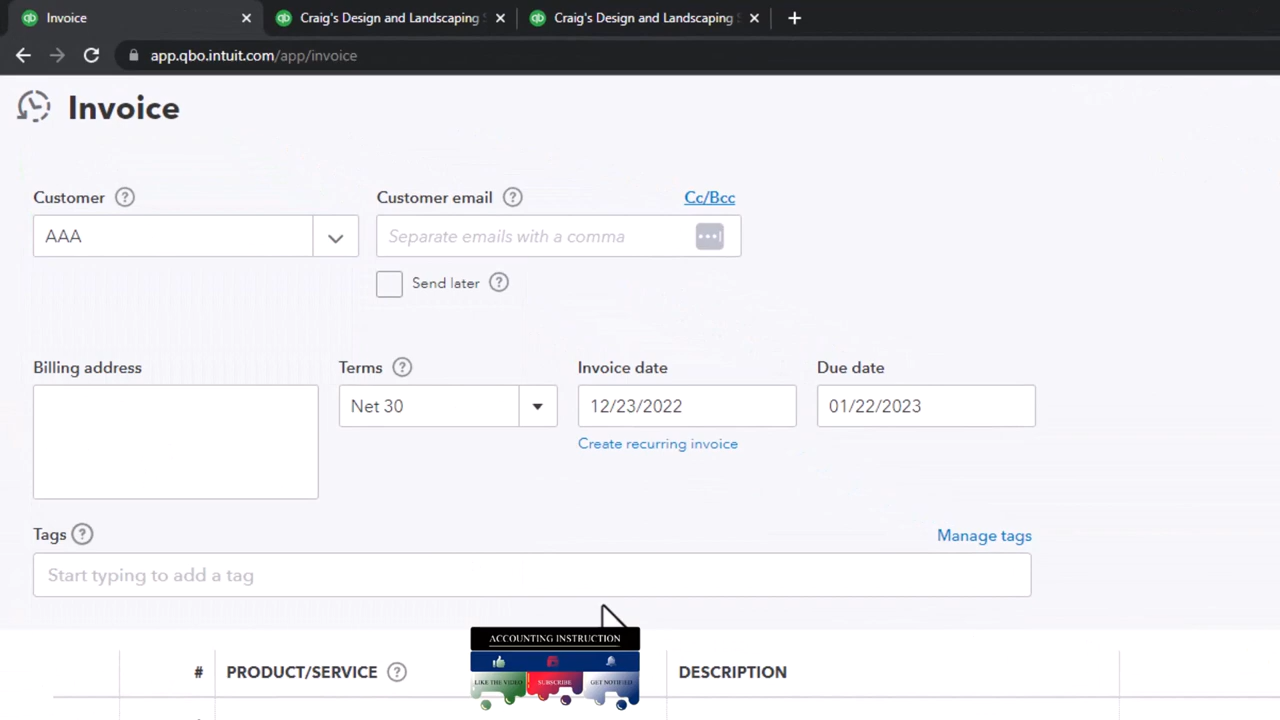 Invoice
Craig's Design and Landscaping S
Craig's Design and Landscaping S
app.qbo.intuit.com/app/invoice
Invoice
Customer
Customer email
Cc/Bcc
AAA
Separate emails with a comma
Send later
Billing address
Terms
Invoice date
Due date
Net 30
12/23/2022
01/22/2023
Create recurring invoice
Tags
Manage tags
Start typing to add a tag
ACCOUNTING INSTRUCTION
# PRODUCT/SERVICE
DESCRIPTION
LIKE THE VIDEO
SUBSCRIBE
GET NOTIFIED